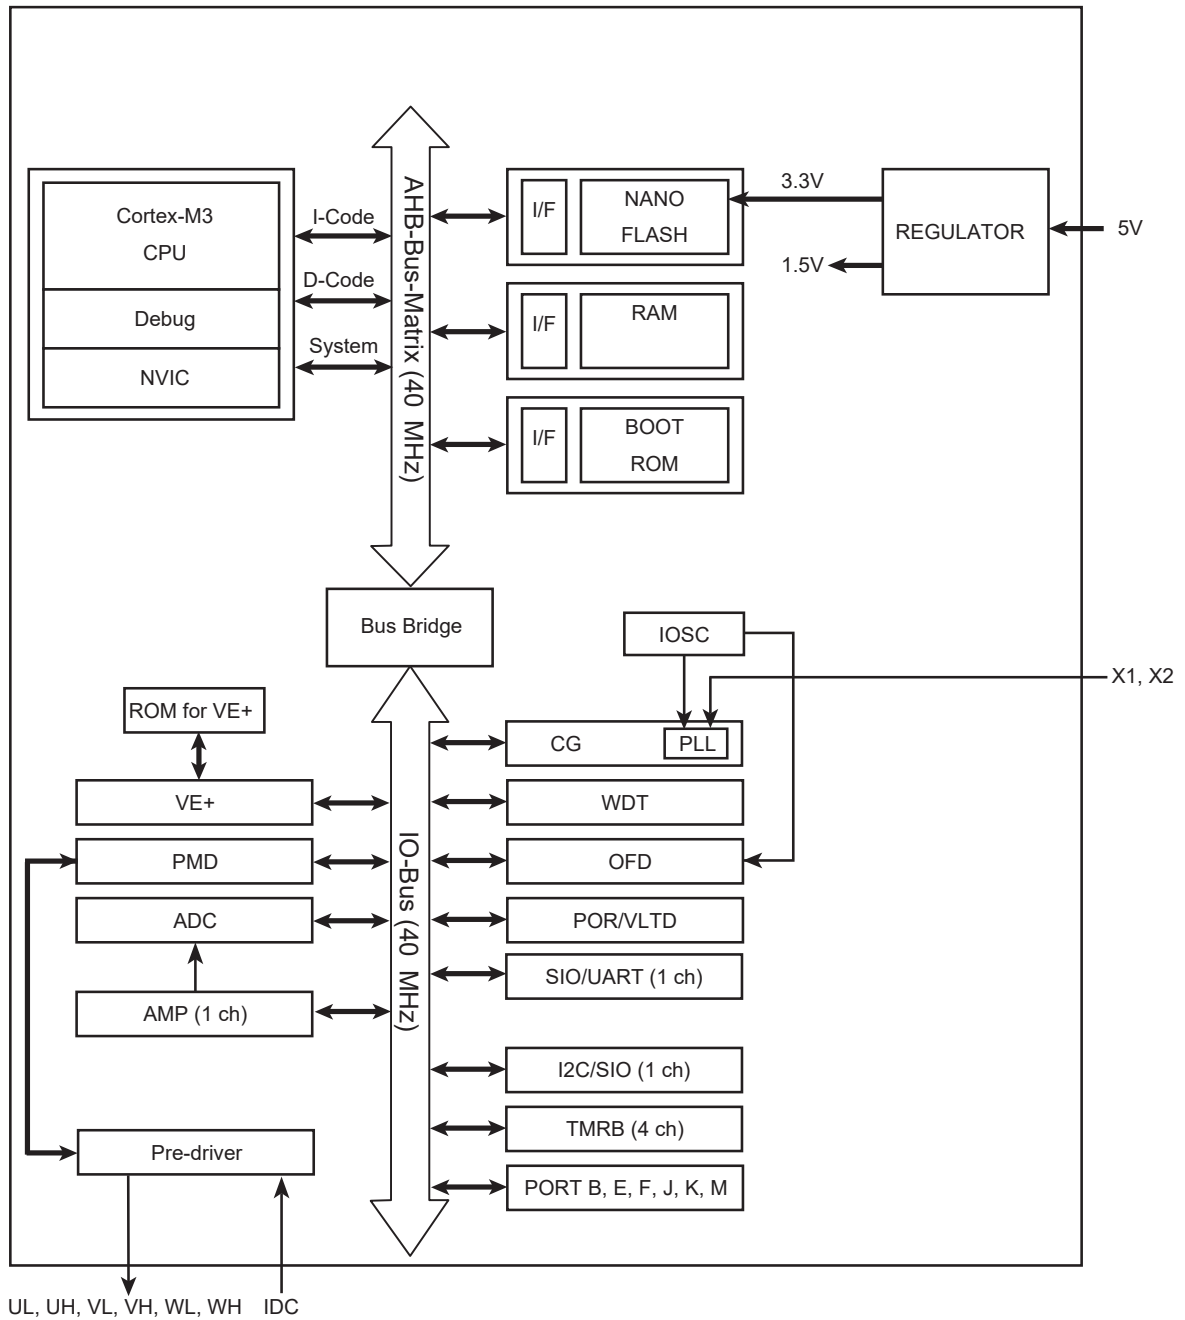 Cortex-M3
CPU
Debug
NVIC
I-Code
D-Code
System
AHB-Bus-Matrix (40 MHz)
I/F
NANO
FLASH
I/F
RAM
I/F
BOOT
ROM
3.3V
1.5V
REGULATOR
5V
Bus Bridge
IOSC
X1, X2
ROM for VE+
VE+
PMD
ADC
AMP (1 ch)
Pre-driver
IO-Bus (40 MHz)
CG
PLL
WDT
OFD
POR/VLTD
SIO/UART (1 ch)
I2C/SIO (1 ch)
TMRB (4 ch)
PORT B, E, F, J, K, M
UL, UH, VL, VH, WL, WH
IDC